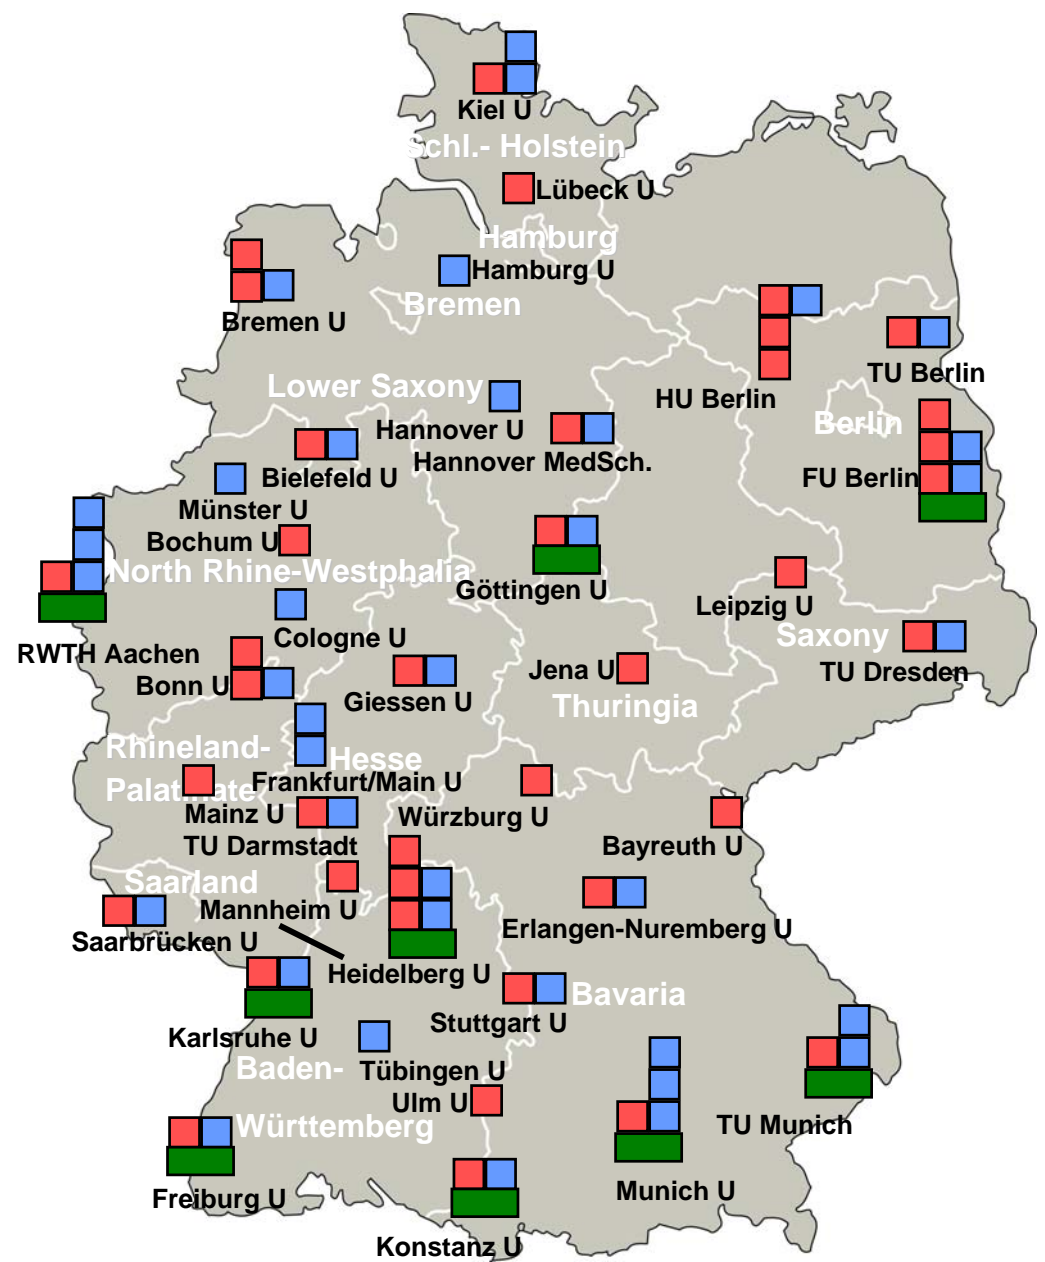 Kiel U
Schl.- Holstein
Lübeck U
Hamburg
Hamburg U
Bremen
Bremen U
TU Berlin
Lower Saxony
HU Berlin
Berlin
Hannover U
Hannover MedSch.
Bielefeld U
FU Berlin
Münster U
Bochum U
North Rhine-Westphalia
Göttingen U
Leipzig U
Cologne U
Saxony
RWTH Aachen
Jena U
TU Dresden
Bonn U
Giessen U
Thuringia
Rhineland-
Hesse
Frankfurt/Main U
Palatinate
Mainz U
Würzburg U
TU Darmstadt
Bayreuth U
Saarland
Mannheim U
Erlangen-Nuremberg U
Saarbrücken U
Heidelberg U
Bavaria
Stuttgart U
Karlsruhe U
Baden-
Tübingen U
Ulm U
Württemberg
TU Munich
Munich U
Freiburg U
Konstanz U